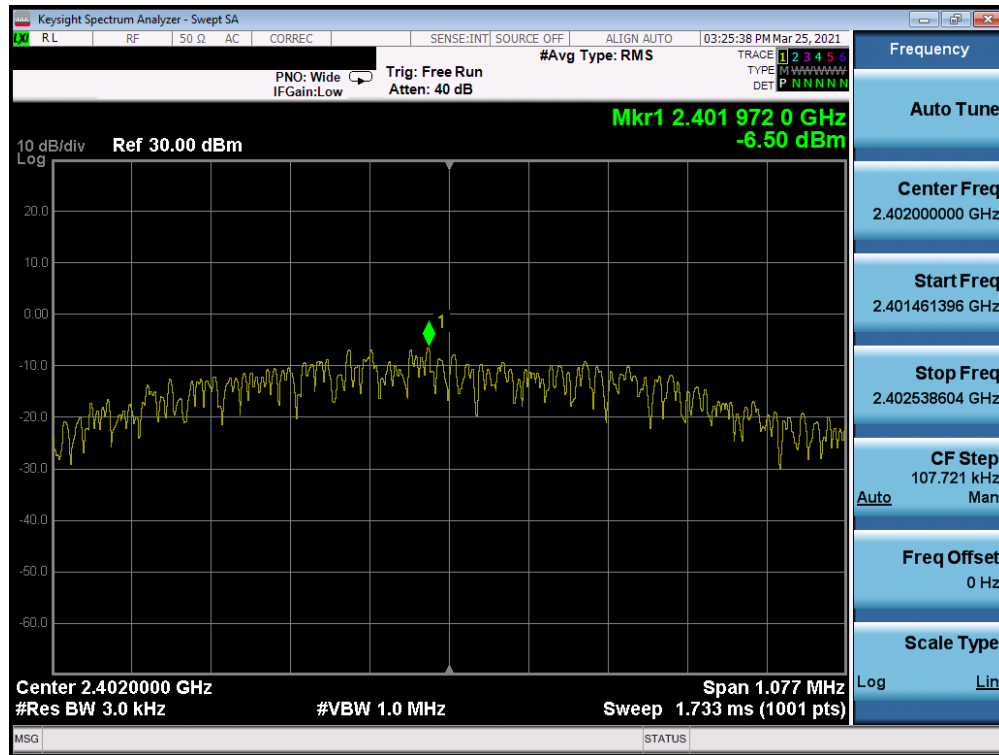 Keysight Spectrum Analyzer - Swept SA
LXI RL RF 50 Ω AC CORREC SENSE:INT SOURCE OFF ALIGN AUTO 03:25:38 PM Mar 25, 2021
#Avg Type: RMS TRACE 1 2 3 4 5 6
PNO: Wide Trig: Free Run TYPE M WWWWW
IFGain:Low Atten: 40 dB DET P N N N N N
Mkr1 2.401 972 0 GHz
-6.50 dBm
10 dB/div Ref 30.00 dBm
Log
20.0
10.0
0.00
1
-10.0
-20.0
-30.0
-40.0
-50.0
-60.0
Center 2.4020000 GHz Span 1.077 MHz
#Res BW 3.0 kHz #VBW 1.0 MHz Sweep 1.733 ms (1001 pts)
MSG STATUS
Frequency
Auto Tune
Center Freq
2.402000000 GHz
Start Freq
2.401461396 GHz
Stop Freq
2.402538604 GHz
CF Step
107.721 kHz
Auto Man
Freq Offset
0 Hz
Scale Type
Log Lin